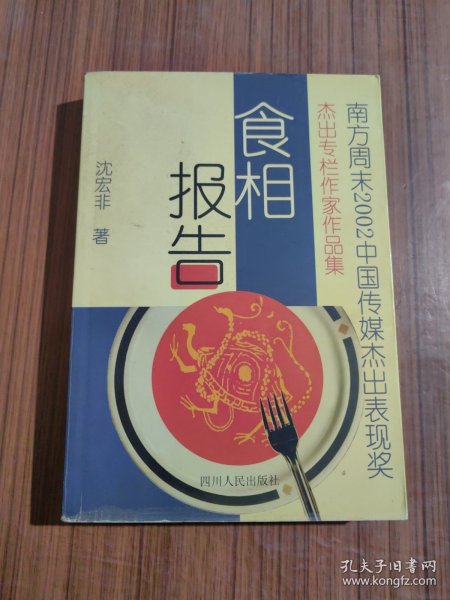 南方周末2002中国传媒杰出表现奖
杰出专栏作家作品集
食相
报告
沈宏非 著
四川人民出版社
孔夫子旧书网
www.kongfz.com